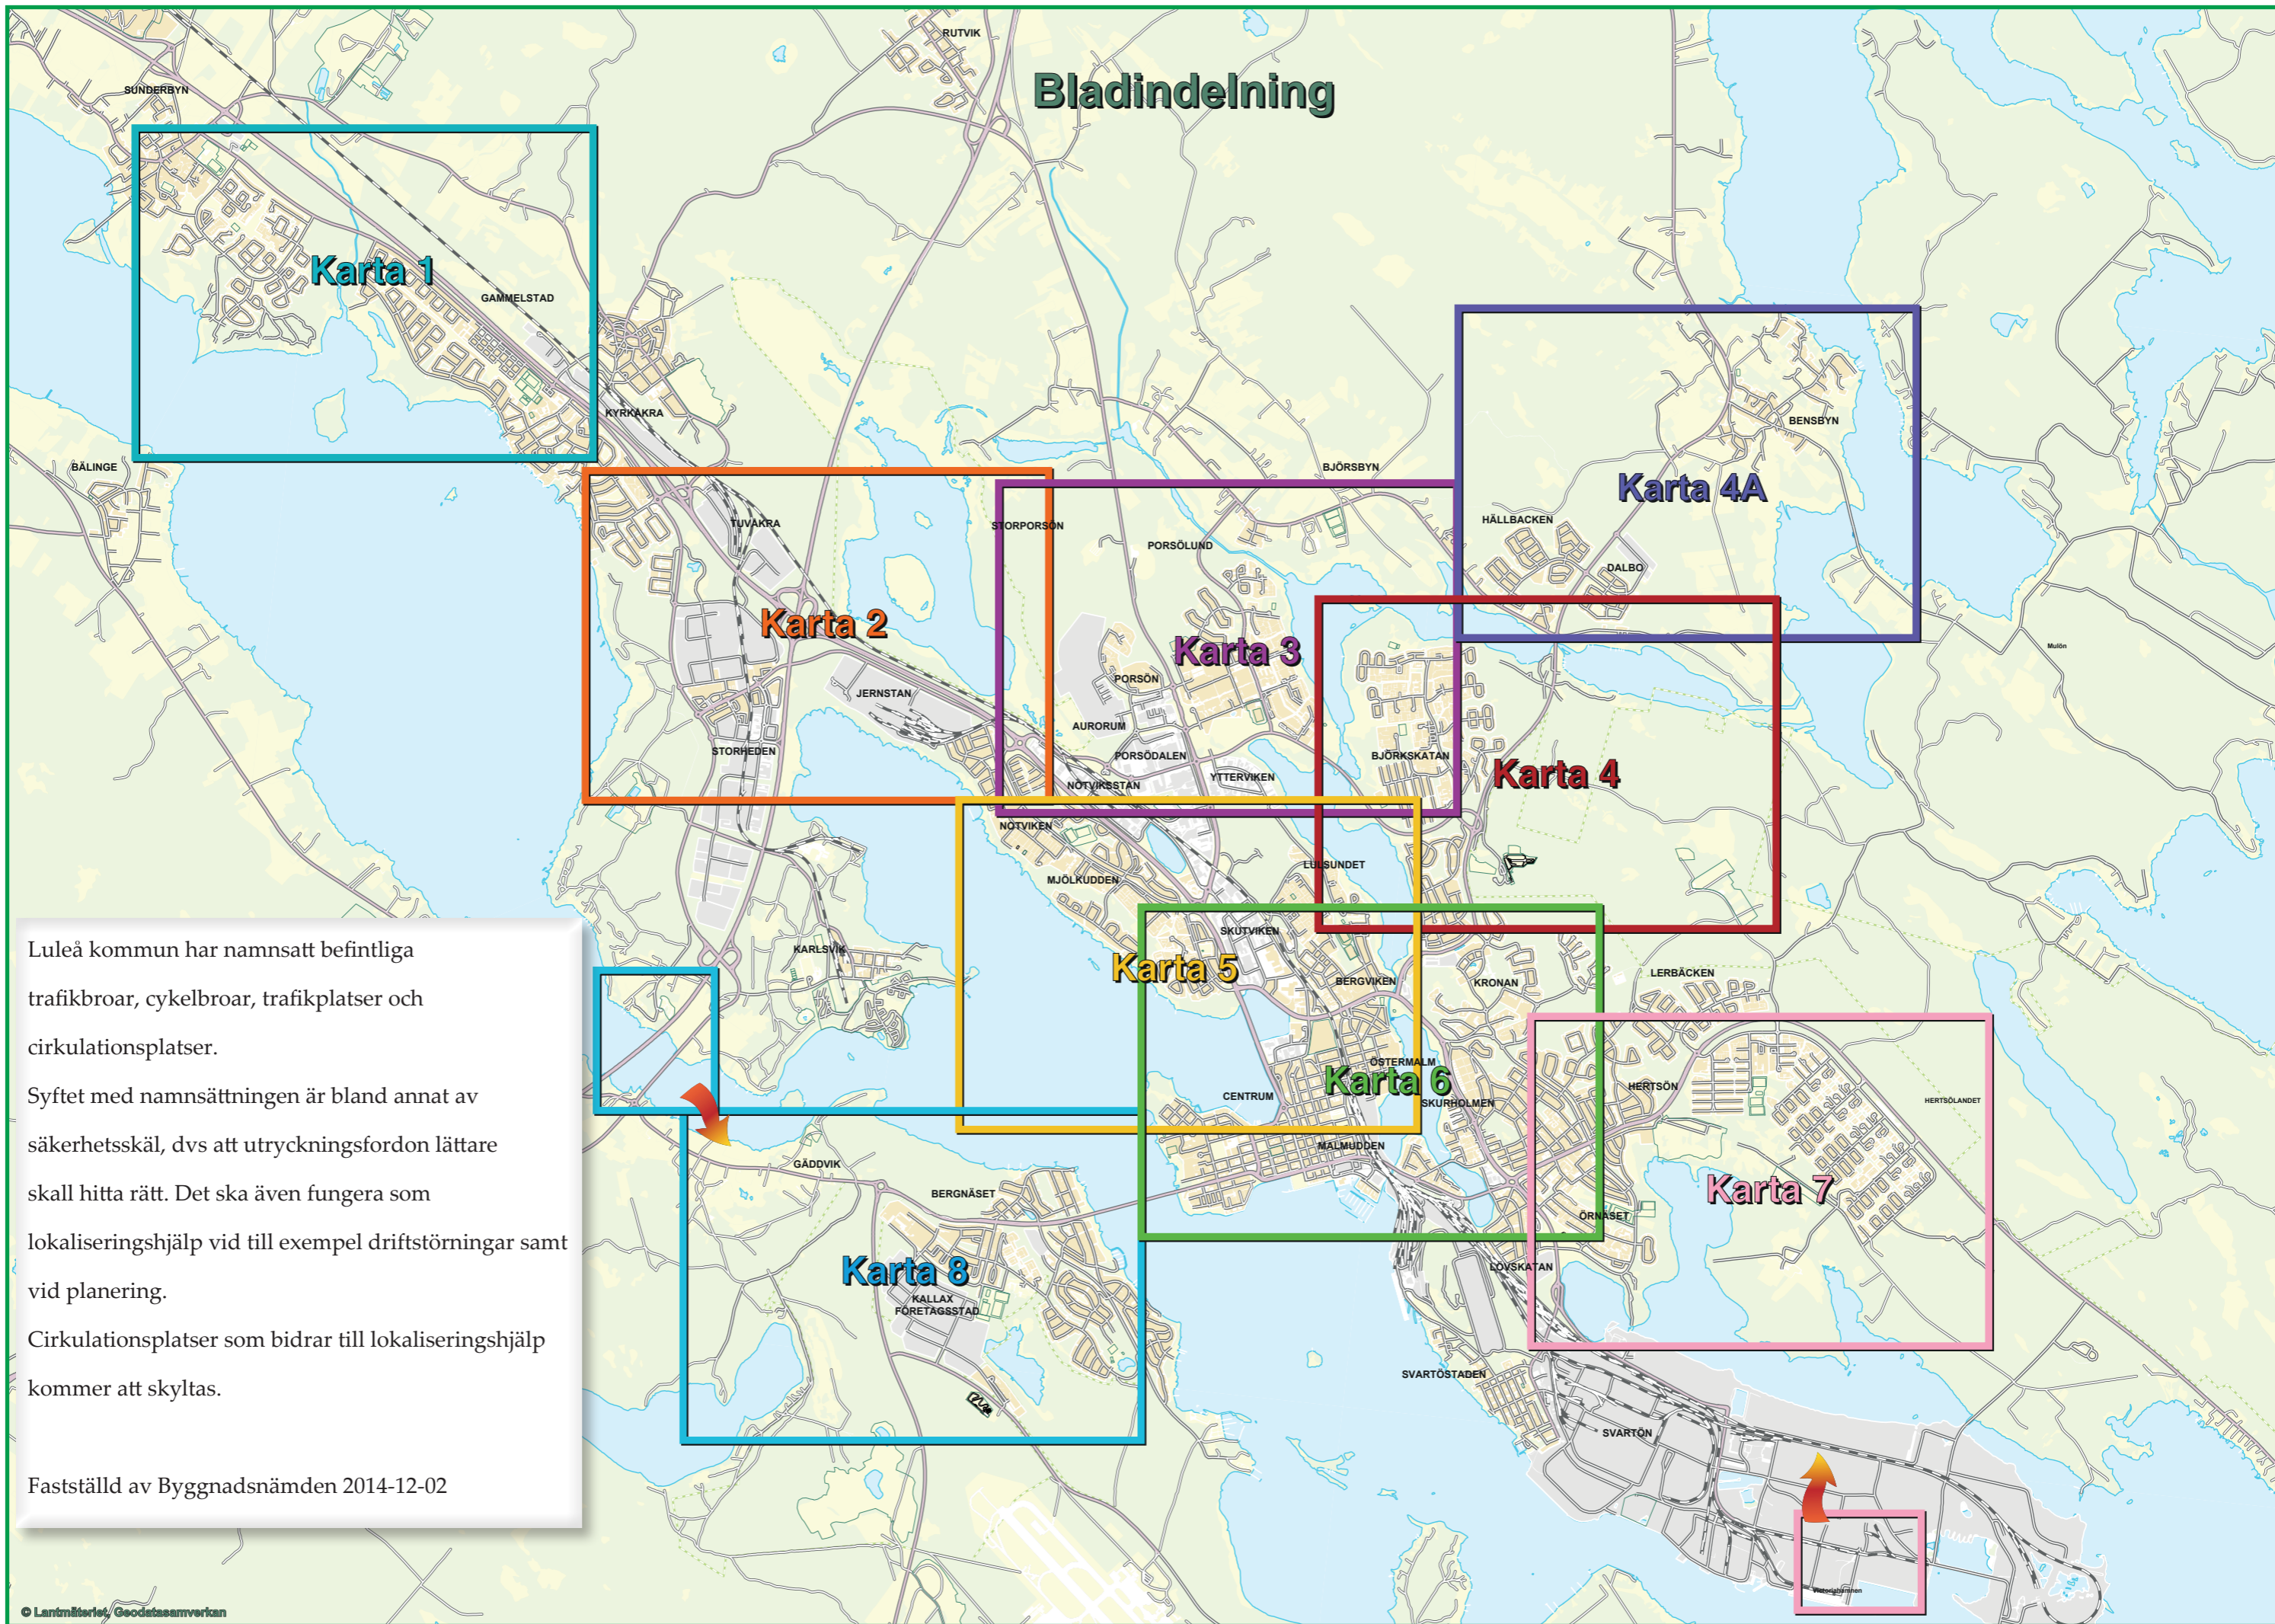 RUTVIK
Bladindelning
SUNDERBYN
Karta 1
GAMMELSTAD
KYRKÅKRA
BENSBYN
BÄLINGE
BJÖRSBYN
Karta 4A
HÄLLBACKEN
STORPORSÖN
TUVÅKRA
PORSÖLUND
DALBO
Karta 2
Karta 3
Mulön
PORSÖN
JERNSTAN
AURORUM
STORHEDEN
PORSÖDALEN
BJÖRKSKATAN
YTTERVIKEN
Karta 4
NOTVIKSSTAN
NOTVIKEN
LULSUNDET
MJÖLKUDDEN
SKUTVIKEN
KARLSVIK
Karta 5
BERGVIKEN
KRONAN
LERBÄCKEN
ÖSTERMALM
Karta 6
HERTSÖN
CENTRUM
SKURHOLMEN
HERTSÖLANDET
MALMUDDEN
GÄDDVIK
BERGNÄSET
Karta 7
ÖRNÄSET
Karta 8
LÖVSKATAN
KALLAX
FÖRETAGSSTAD
SVARTÖSTADEN
SVARTÖN
Victoriahamnen
Luleå kommun har namnsatt befintliga
trafikbroar, cykelbroar, trafikplatser och
cirkulationsplatser.
Syftet med namnsättningen är bland annat av
säkerhetsskäl, dvs att utryckningsfordon lättare
skall hitta rätt. Det ska även fungera som
lokaliseringshjälp vid till exempel driftstörningar samt
vid planering.
Cirkulationsplatser som bidrar till lokaliseringshjälp
kommer att skyltas.
Fastställd av Byggnadsnämden 2014-12-02
© Lantmäteriet, Geodatasamverkan